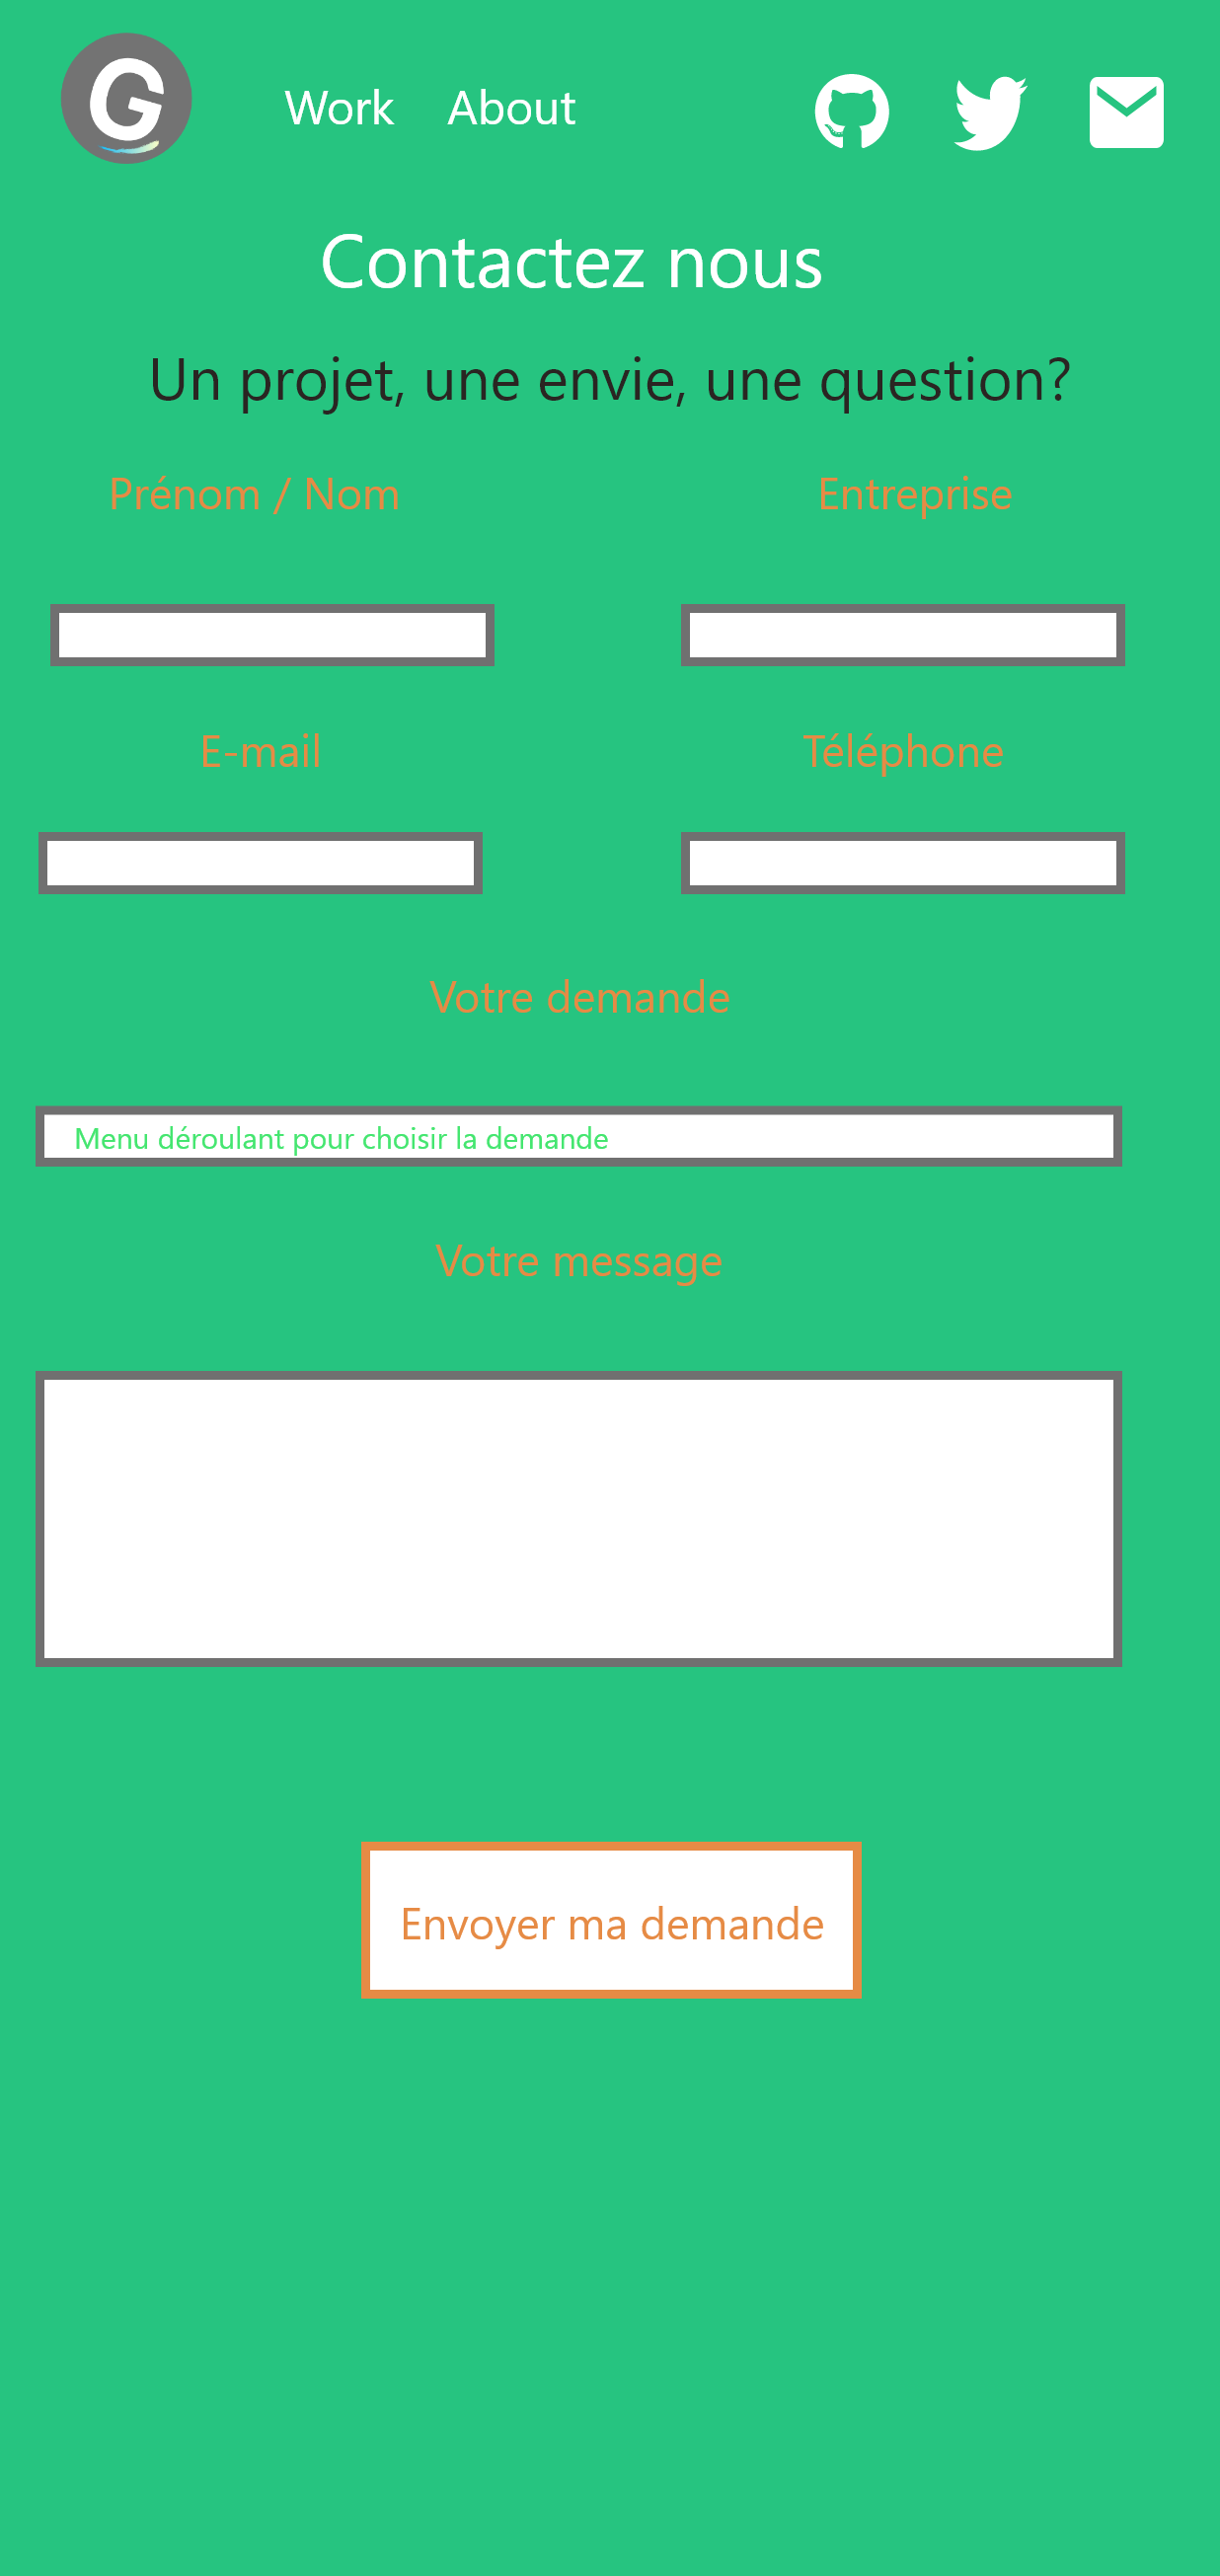 G
Work About
Contactez nous
Un projet, une envie, une question?
Prénom / Nom
Entreprise
E-mail
Téléphone
Votre demande
Menu déroulant pour choisir la demande
Votre message
Envoyer ma demande